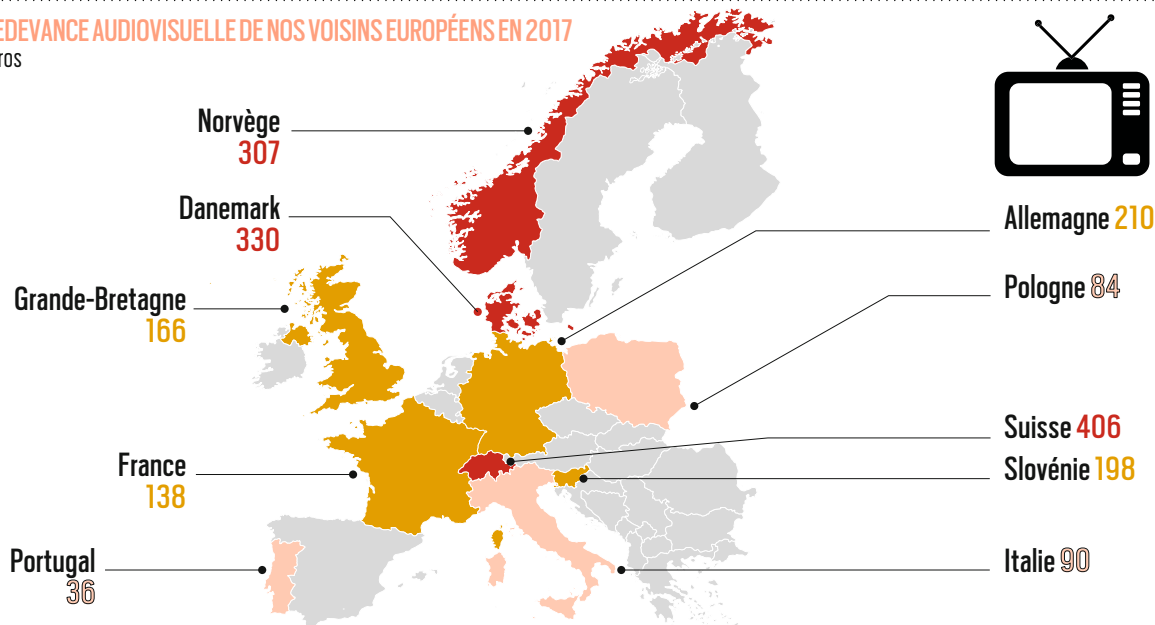 EDEVANCE AUDIOVISUELLE DE NOS VOISINS EUROPÉENS EN 2017
ros
Norvège
307
Danemark
330
Grande-Bretagne
166
France
138
Portugal
36
Allemagne 210
Pologne 84
Suisse 406
Slovénie 198
Italie 90